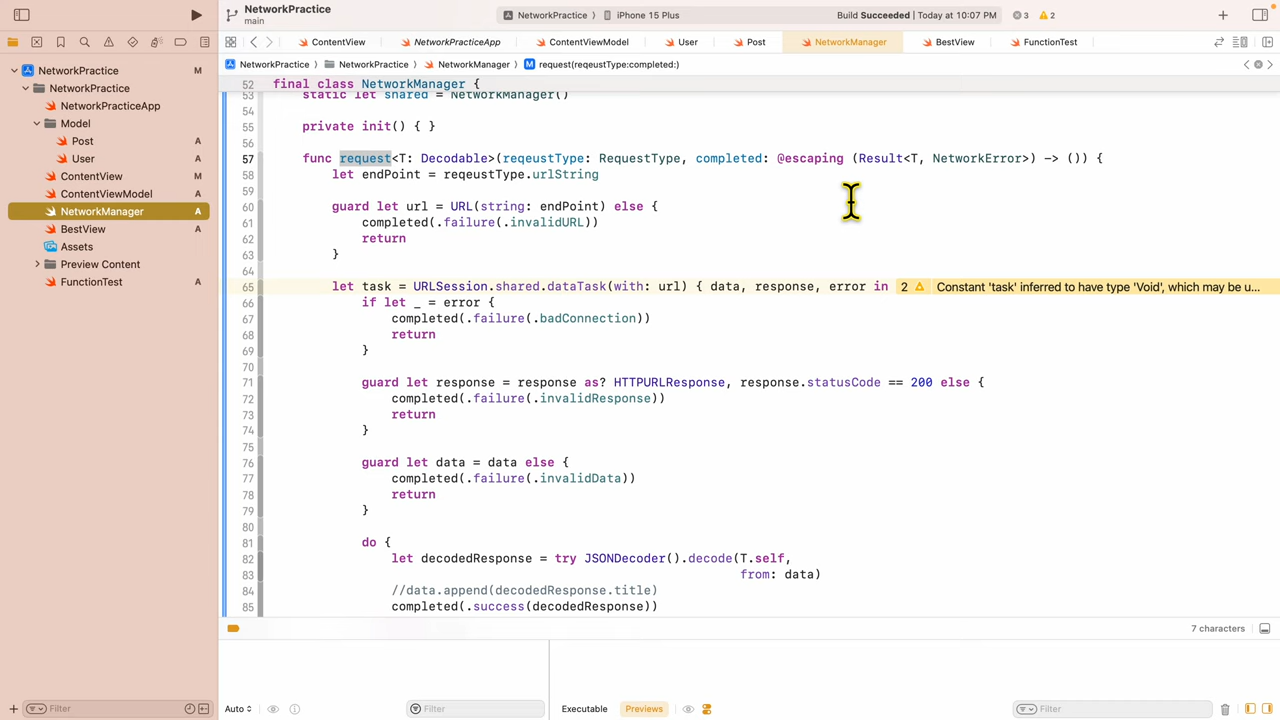 NetworkPractice
main
NetworkPractice
iPhone 15 Plus
Build Succeeded | Today at 10:07 PM
3
2
ContentView
NetworkPracticeApp
ContentViewModel
User
Post
NetworkManager
BestView
FunctionTest
NetworkPractice
NetworkPractice
NetworkManager
M request(reqeustType:completed:)
NetworkPractice M
NetworkPractice
NetworkPracticeApp
Model
Post A
User A
ContentView M
ContentViewModel A
NetworkManager A
BestView A
Assets
Preview Content
FunctionTest A
52 final class NetworkManager {
53 static let shared = NetworkManager()
54
55 private init() { }
56
57 func request<T: Decodable>(reqeustType: RequestType, completed: @escaping (Result<T, NetworkError>) -> ()) {
58 let endPoint = reqeustType.urlString
59
60 guard let url = URL(string: endPoint) else {
61 completed(.failure(.invalidURL))
62 return
63 }
64
65 let task = URLSession.shared.dataTask(with: url) { data, response, error in 2 Constant 'task' inferred to have type 'Void', which may be u...
66 if let _ = error {
67 completed(.failure(.badConnection))
68 return
69 }
70
71 guard let response = response as? HTTPURLResponse, response.statusCode == 200 else {
72 completed(.failure(.invalidResponse))
73 return
74 }
75
76 guard let data = data else {
77 completed(.failure(.invalidData))
78 return
79 }
80
81 do {
82 let decodedResponse = try JSONDecoder().decode(T.self,
83 from: data)
84 //data.append(decodedResponse.title)
85 completed(.success(decodedResponse))
7 characters
Filter
Auto
Filter
Executable
Previews
Filter